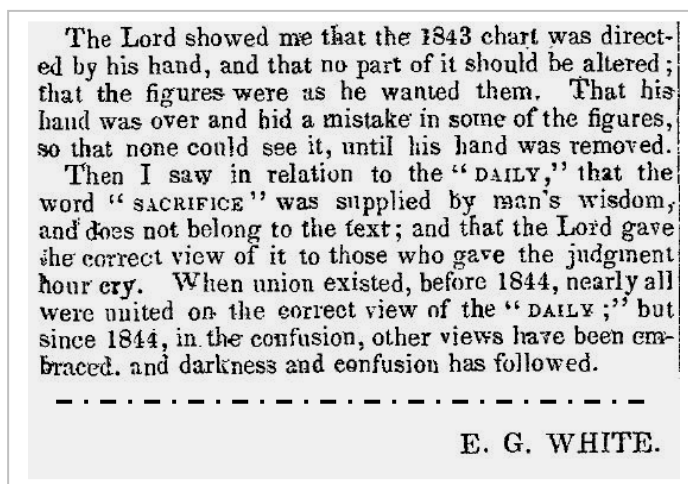 The Lord showed me that the 1843 chart was direct-
ed by his hand, and that no part of it should be altered;
that the figures were as he wanted them. That his
hand was over and hid a mistake in some of the figures,
so that none could see it, until his hand was removed.
Then I saw in relation to the "DAILY," that the
word "SACRIFICE" was supplied by man's wisdom,
and does not belong to the text; and that the Lord gave
the correct view of it to those who gave the judgment
hour cry. When union existed, before 1844, nearly all
were united on the correct view of the "DAILY;" but
since 1844, in the confusion, other views have been em-
braced. and darkness and confusion has followed.
E. G. WHITE.